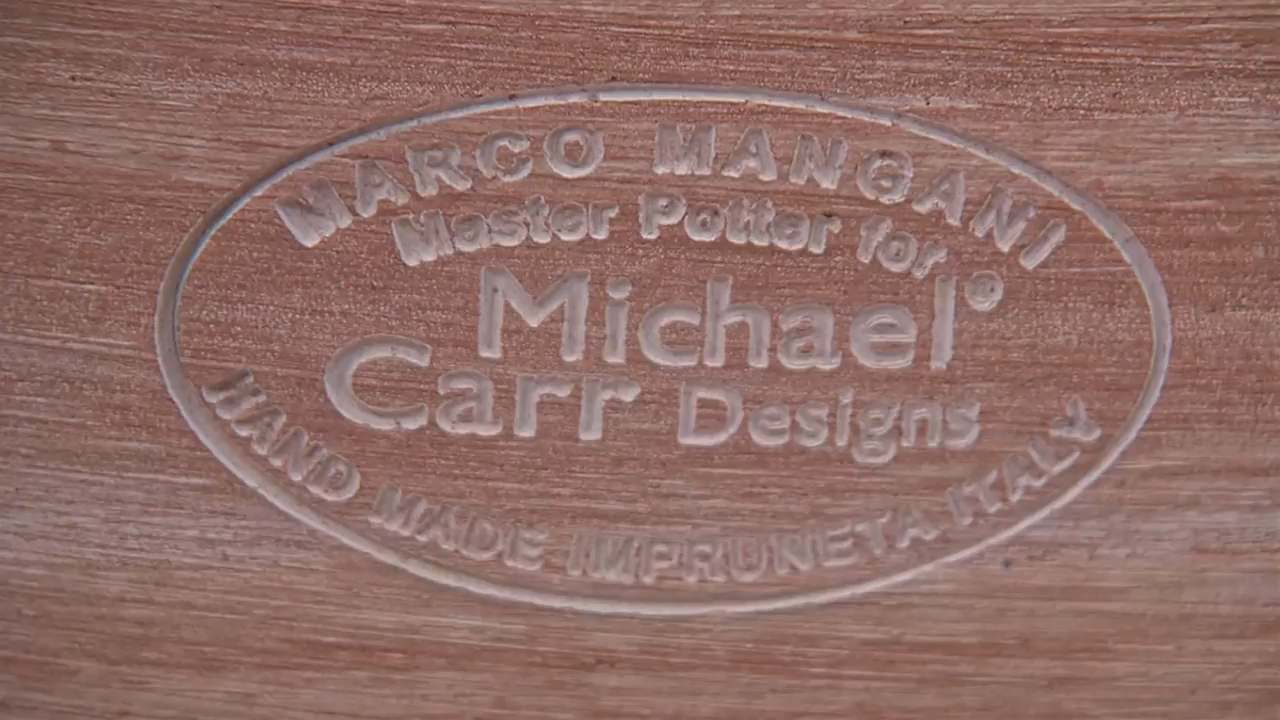 MARCO MANGANI
Master Potter for
Michael®
Carr Designs
HAND MADE IMPRUNETA ITALY